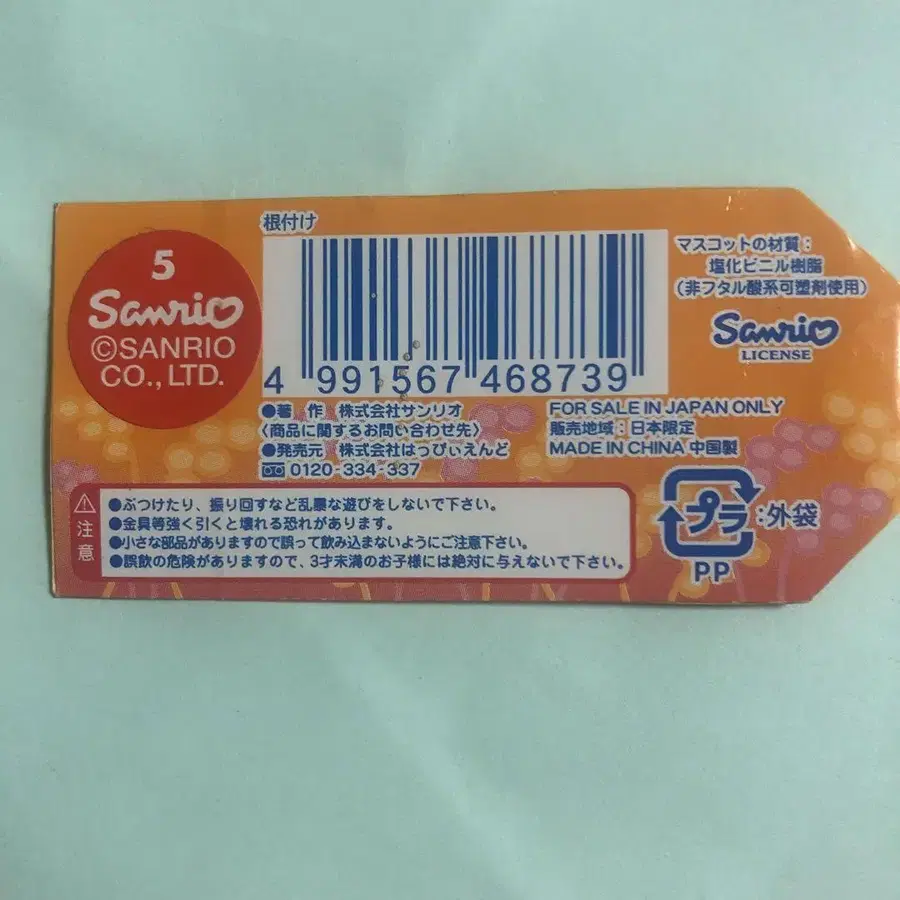 5
Sanrio
©SANRIO
CO., LTD.
根付け
4 991567 468739
●著 作 株式会社サンリオ
〈商品に関するお問い合わせ先〉
●発売元 株式会社はっぴぃえんど
0120-334-337
マスコットの材質：
塩化ビニル樹脂
（非フタル酸系可塑剤使用）
Sanrio
LICENSE
FOR SALE IN JAPAN ONLY
販売地域：日本限定
MADE IN CHINA 中国製
プラ：外袋
PP
注意
●ぶつけたり、振り回すなど乱暴な遊びをしないで下さい。
●金具等強く引くと壊れる恐れがあります。
●小さな部品がありますので誤って飲み込まないようにご注意下さい。
●誤飲の危険がありますので、3才未満のお子様には絶対に与えないで下さい。